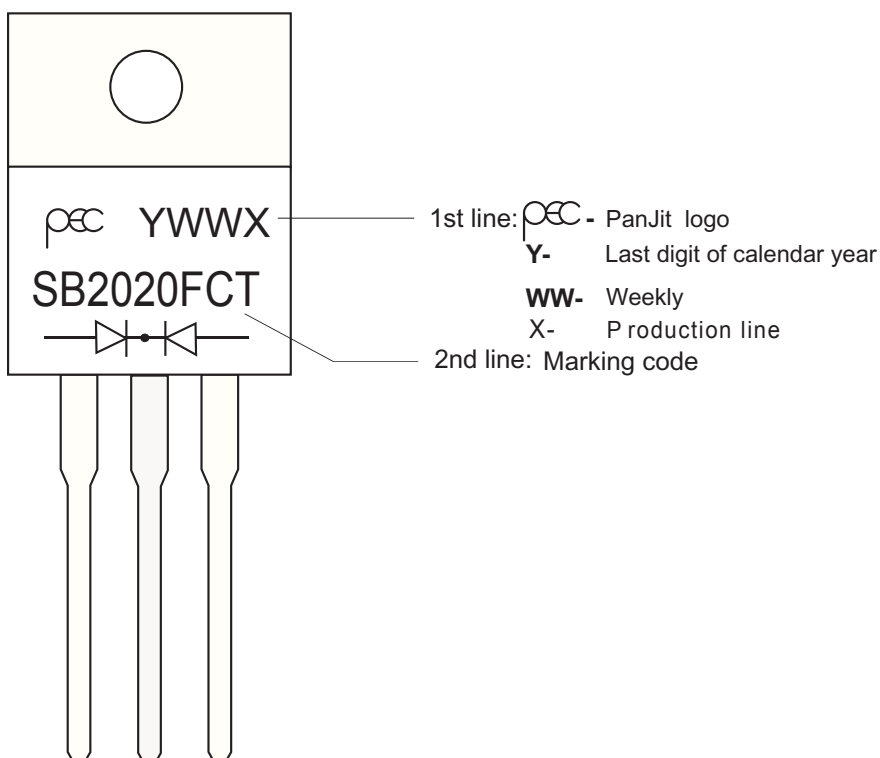 pec YWWX
SB2020FCT
1st line: pec - PanJit logo
Y- Last digit of calendar year
WW- Weekly
X- Production line
2nd line: Marking code